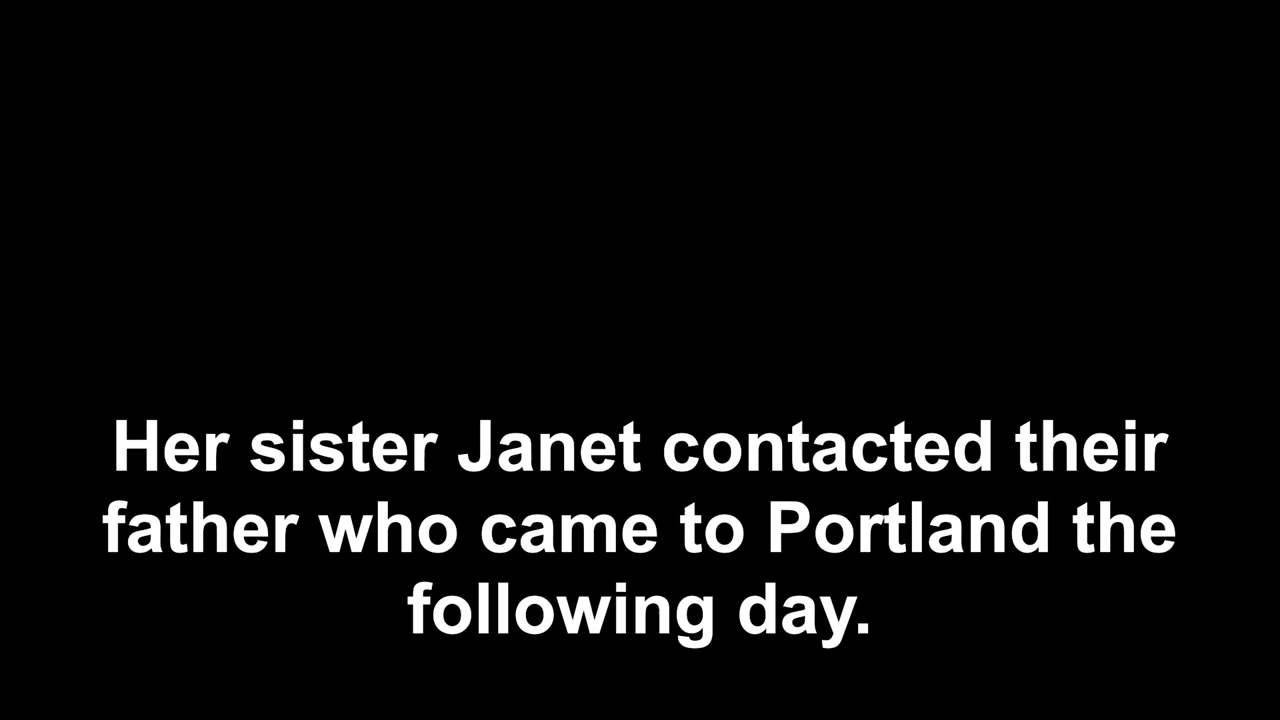 Her sister Janet contacted their
father who came to Portland the
following day.